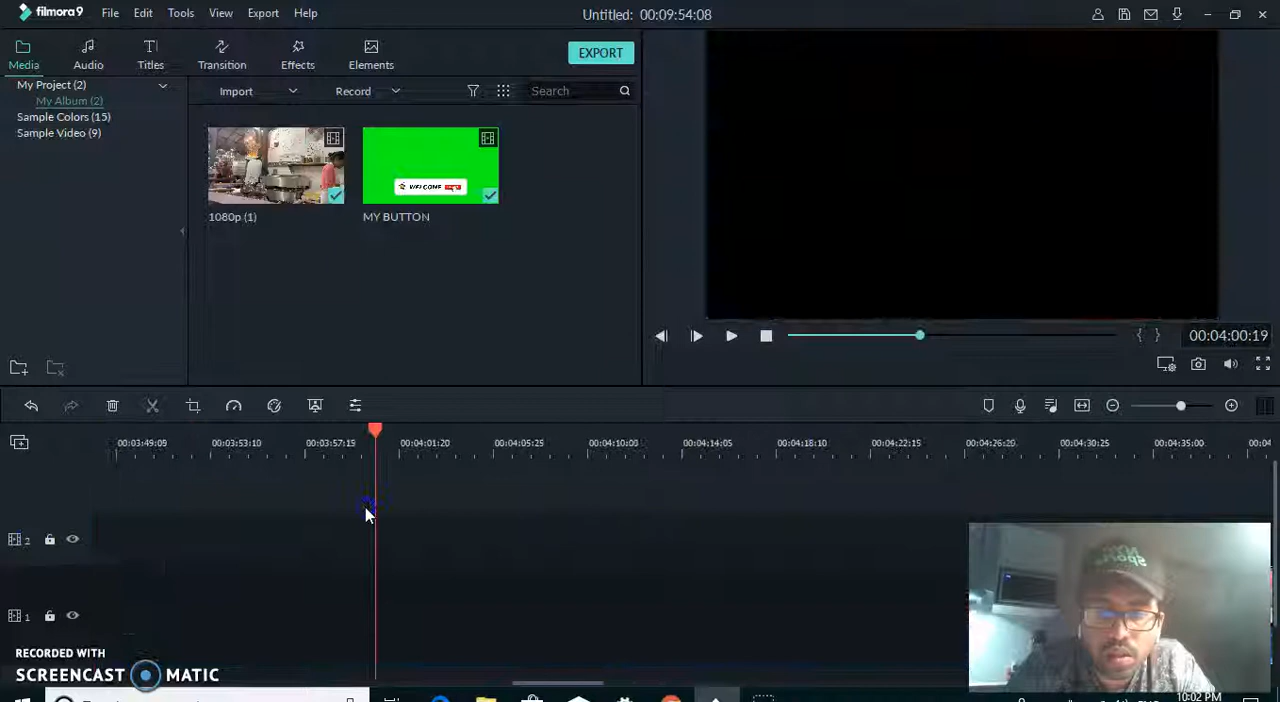 filmora9 File Edit Tools View Export Help Untitled: 00:09:54:08
Media Audio Titles Transition Effects Elements EXPORT
My Project (2)
My Album (2)
Sample Colors (15)
Sample Video (9)
Import Record Search
WELCOME
1080p (1) MY BUTTON
00:04:00:19
00:03:49:09 00:03:53:10 00:03:57:15 00:04:01:20 00:04:05:25 00:04:10:00 00:04:14:05 00:04:18:10 00:04:22:15 00:04:26:20 00:04:30:25 00:04:35:00
2
1
RECORDED WITH
SCREENCAST MATIC
10:02 PM